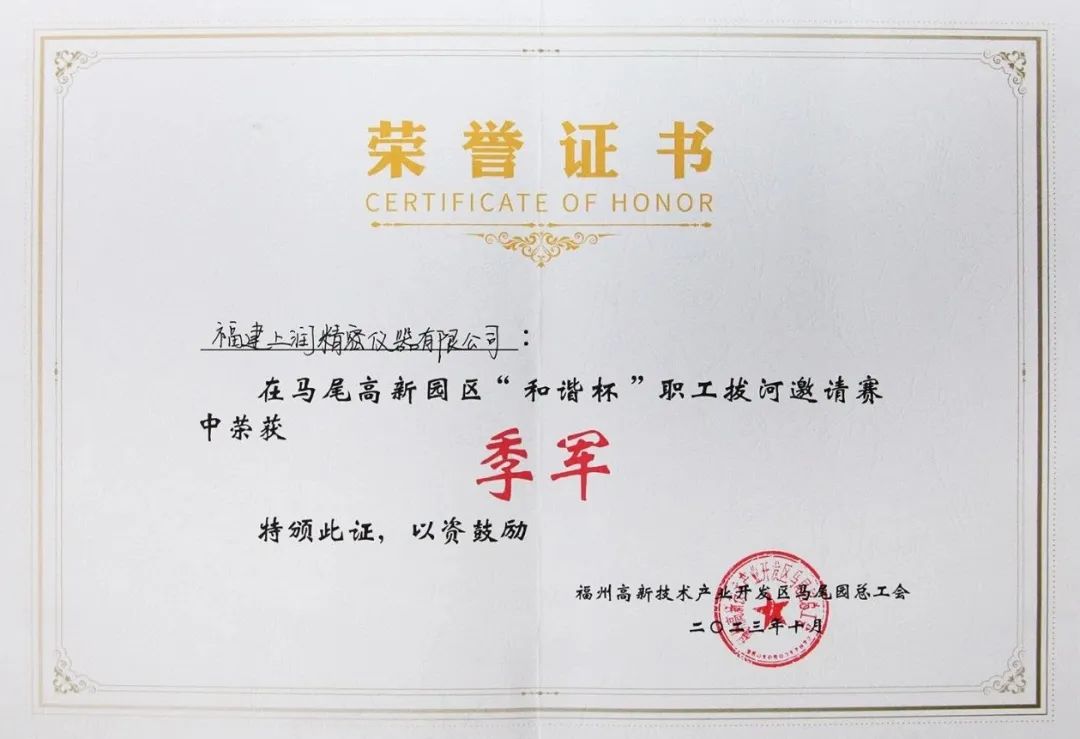 荣誉证书
CERTIFICATE OF HONOR
福建上润精密仪器有限公司：
在马尾高新园区“和谐杯”职工拔河邀请赛
中荣获
季军
特颁此证，以资鼓励
福州高新技术产业开发区马尾园总工会
二〇二三年十月